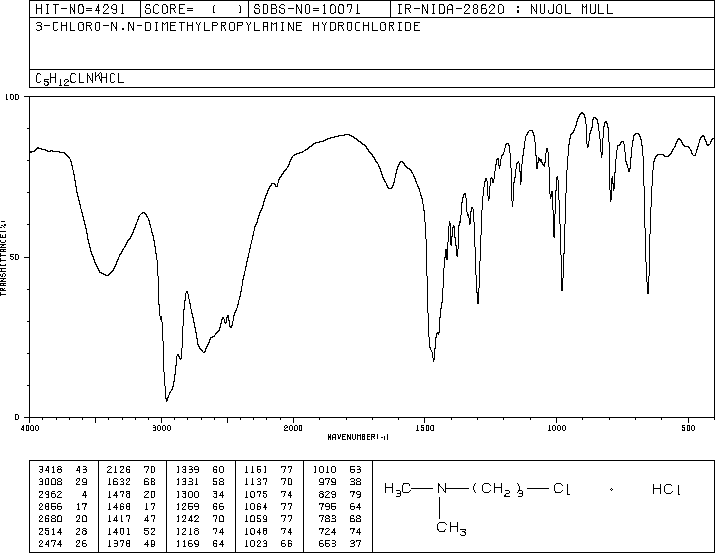 HIT-NO=4291 SCORE= ( ) SDBS-NO=10071 IR-NIDA-28620 : NUJOL MULL
3-CHLORO-N,N-DIMETHYLPROPYLAMINE HYDROCHLORIDE
C5H12CLN·HCL
100
50
0
TRANSMITTANCE(%)
4000 3000 2000 1500 1000 500
WAVENUMBER(-1)
3418 43 2126 70 1339 60 1161 77 1010 53
3008 29 1632 68 1331 58 1137 70 979 38
2962 4 1478 20 1300 34 1075 74 829 79
2856 17 1468 17 1259 66 1064 77 795 64
2680 20 1417 47 1242 70 1059 77 783 68
2514 28 1401 52 1218 74 1048 74 724 74
2474 26 1378 49 1169 64 1023 66 653 37
H3C N (CH2)3 Cl · HCl
CH3